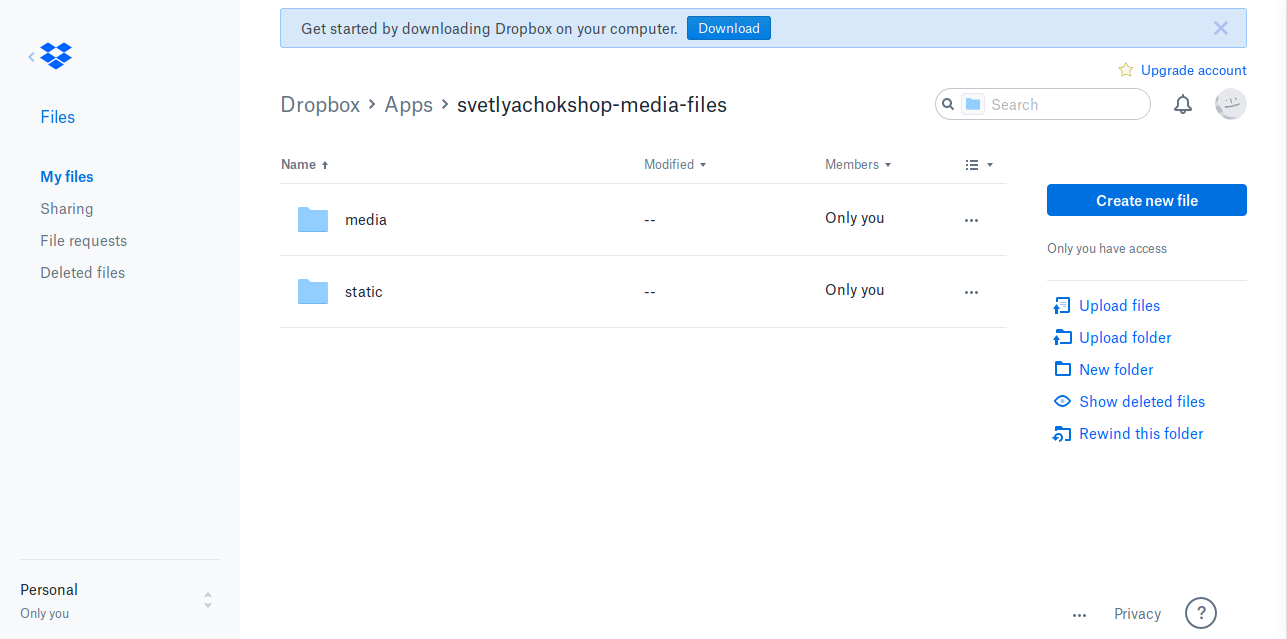 Get started by downloading Dropbox on your computer. Download
Upgrade account
Dropbox > Apps > svetlyachokshop-media-files
Search
Files
My files
Sharing
File requests
Deleted files
Name Modified Members
media -- Only you
static -- Only you
Create new file
Only you have access
Upload files
Upload folder
New folder
Show deleted files
Rewind this folder
Personal
Only you
Privacy ?